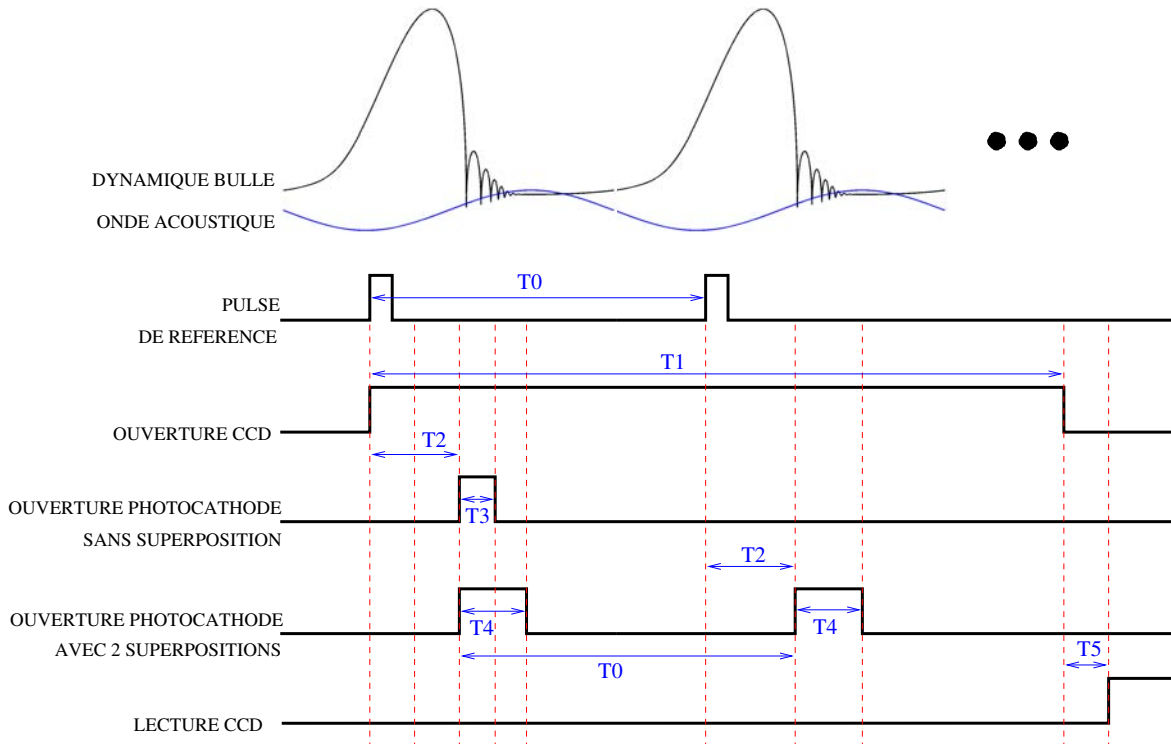 DYNAMIQUE BULLE
ONDE ACOUSTIQUE
T0
PULSE
DE REFERENCE
T1
OUVERTURE CCD
T2
OUVERTURE PHOTOCATHODE
T3
SANS SUPERPOSITION
T2
OUVERTURE PHOTOCATHODE
T4
T4
AVEC 2 SUPERPOSITIONS
T0
T5
LECTURE CCD